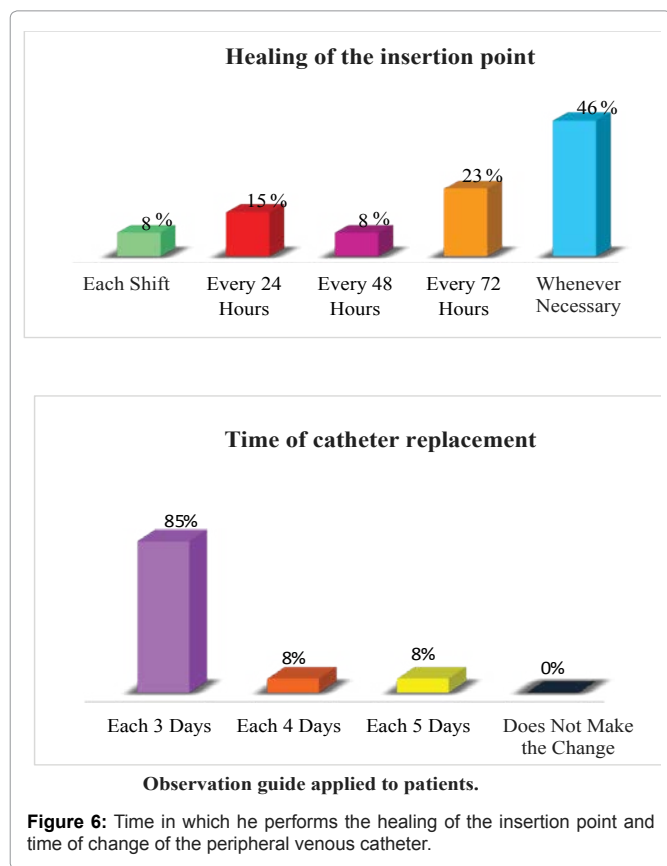 Healing of the insertion point
46 %
23 %
15 %
8 %
8 %
Each Shift Every 24 Every 48 Every 72 Whenever
Hours Hours Hours Necessary
Time of catheter replacement
85%
8% 8% 0%
Each 3 Days Each 4 Days Each 5 Days Does Not Make
the Change
Observation guide applied to patients.
Figure 6: Time in which he performs the healing of the insertion point and
time of change of the peripheral venous catheter.